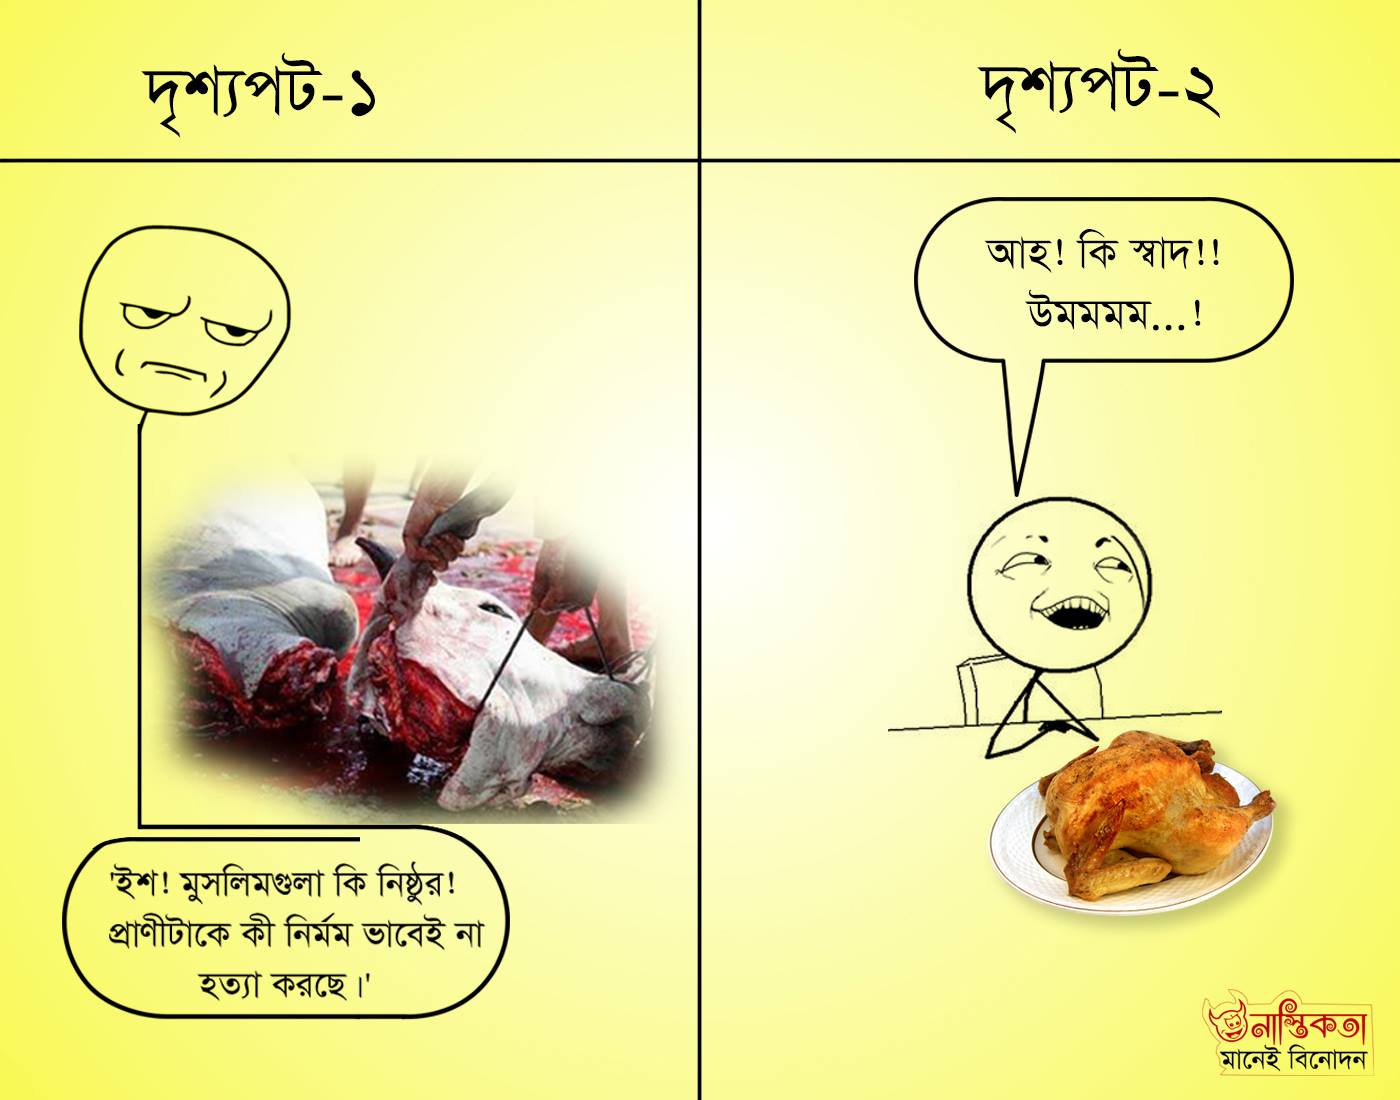 দৃশ্যপট-১
দৃশ্যপট-২
আহ! কি স্বাদ!!
উমমমম...!
'ইশ! মুসলিমগুলা কি নিষ্ঠুর!
প্রাণীটাকে কী নির্মম ভাবেই না
হত্যা করছে।'
নাস্তিকতা
মানেই বিনোদন